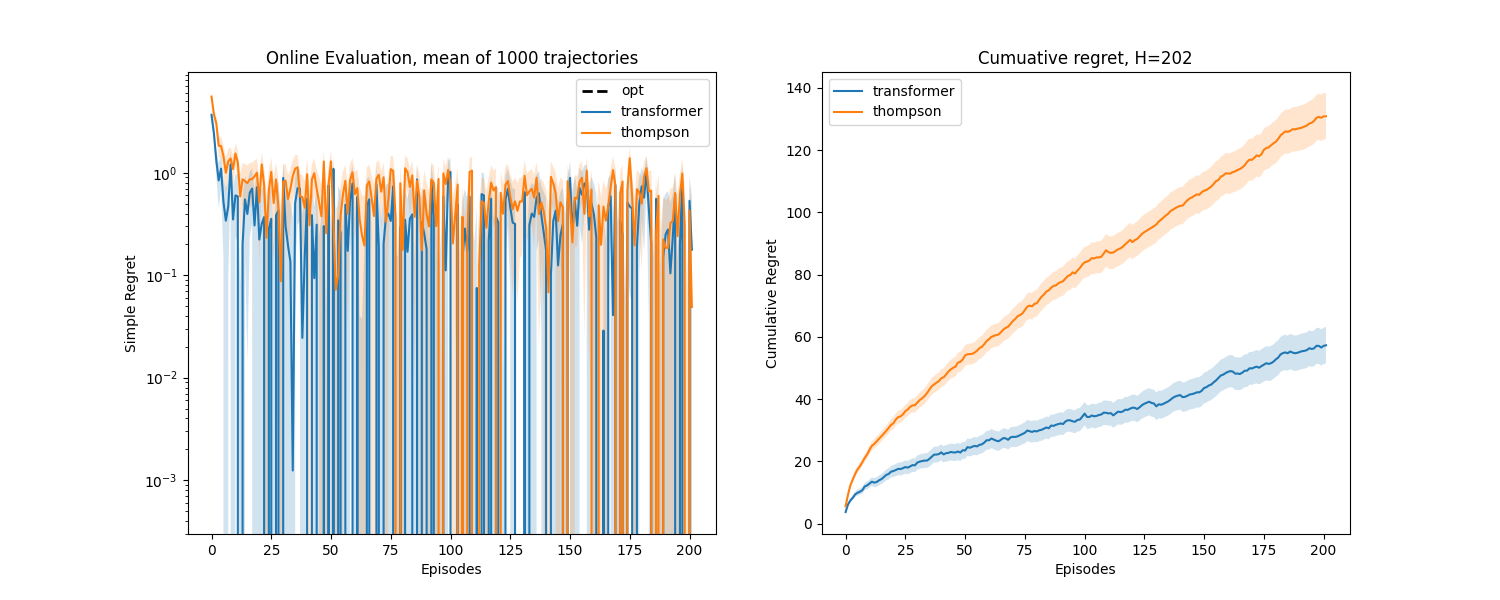 Online Evaluation, mean of 1000 trajectories
opt
transformer
thompson
10^0
10^-1
10^-2
10^-3
Simple Regret
0 25 50 75 100 125 150 175 200
Episodes
Cumuative regret, H=202
transformer
thompson
140
120
100
80
60
40
20
0
Cumulative Regret
0 25 50 75 100 125 150 175 200
Episodes